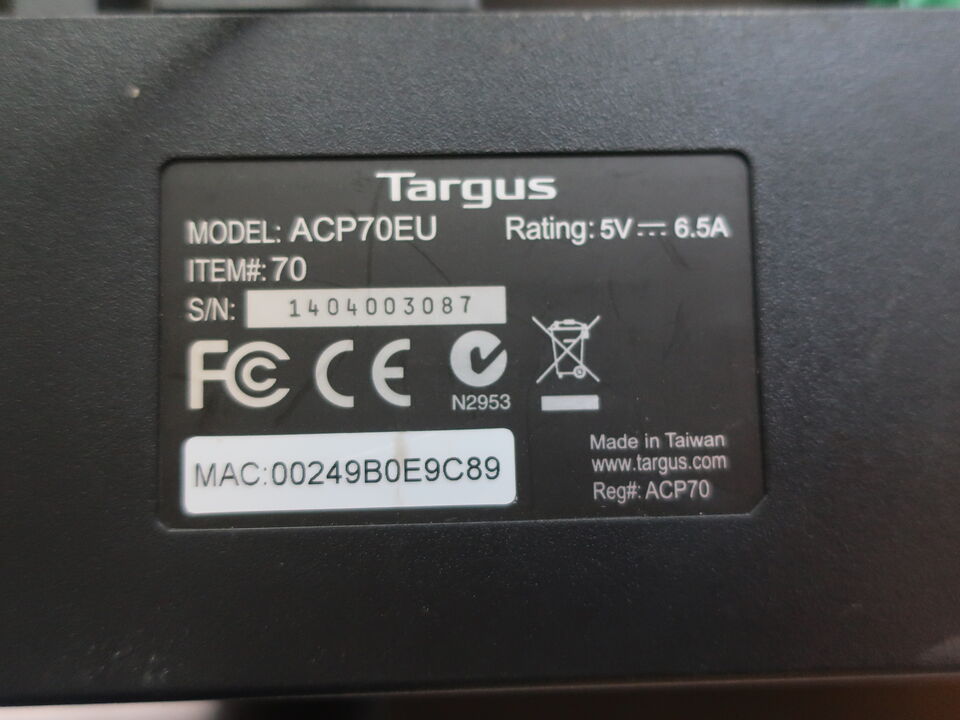 Targus
MODEL: ACP70EU Rating: 5V 6.5A
ITEM#: 70
S/N: 1404003087
FC CE
N2953
MAC:00249B0E9C89
Made in Taiwan
www.targus.com
Reg#: ACP70